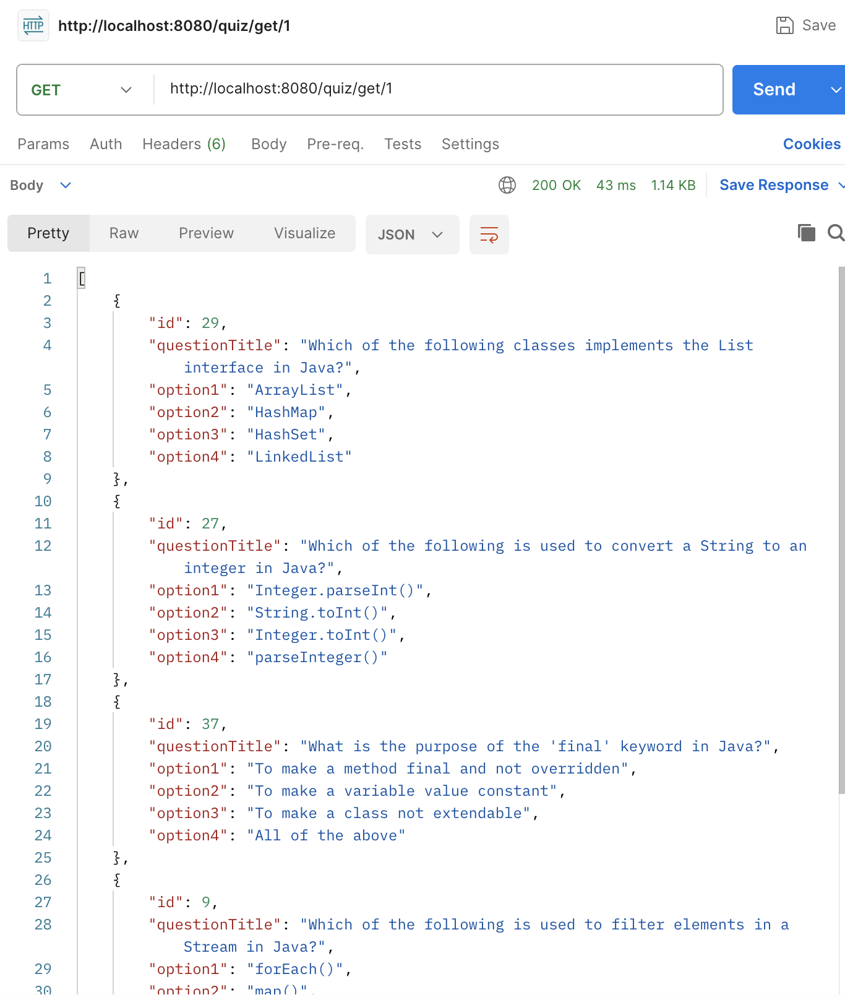 HTTP http://localhost:8080/quiz/get/1 Save
GET http://localhost:8080/quiz/get/1 Send
Params Auth Headers (6) Body Pre-req. Tests Settings Cookies
Body 200 OK 43 ms 1.14 KB Save Response
Pretty Raw Preview Visualize JSON
1 [
2 {
3 "id": 29,
4 "questionTitle": "Which of the following classes implements the List
interface in Java?",
5 "option1": "ArrayList",
6 "option2": "HashMap",
7 "option3": "HashSet",
8 "option4": "LinkedList"
9 },
10 {
11 "id": 27,
12 "questionTitle": "Which of the following is used to convert a String to an
integer in Java?",
13 "option1": "Integer.parseInt()",
14 "option2": "String.toInt()",
15 "option3": "Integer.toInt()",
16 "option4": "parseInteger()"
17 },
18 {
19 "id": 37,
20 "questionTitle": "What is the purpose of the 'final' keyword in Java?",
21 "option1": "To make a method final and not overridden",
22 "option2": "To make a variable value constant",
23 "option3": "To make a class not extendable",
24 "option4": "All of the above"
25 },
26 {
27 "id": 9,
28 "questionTitle": "Which of the following is used to filter elements in a
Stream in Java?",
29 "option1": "forEach()",
30 "option2": "map()",